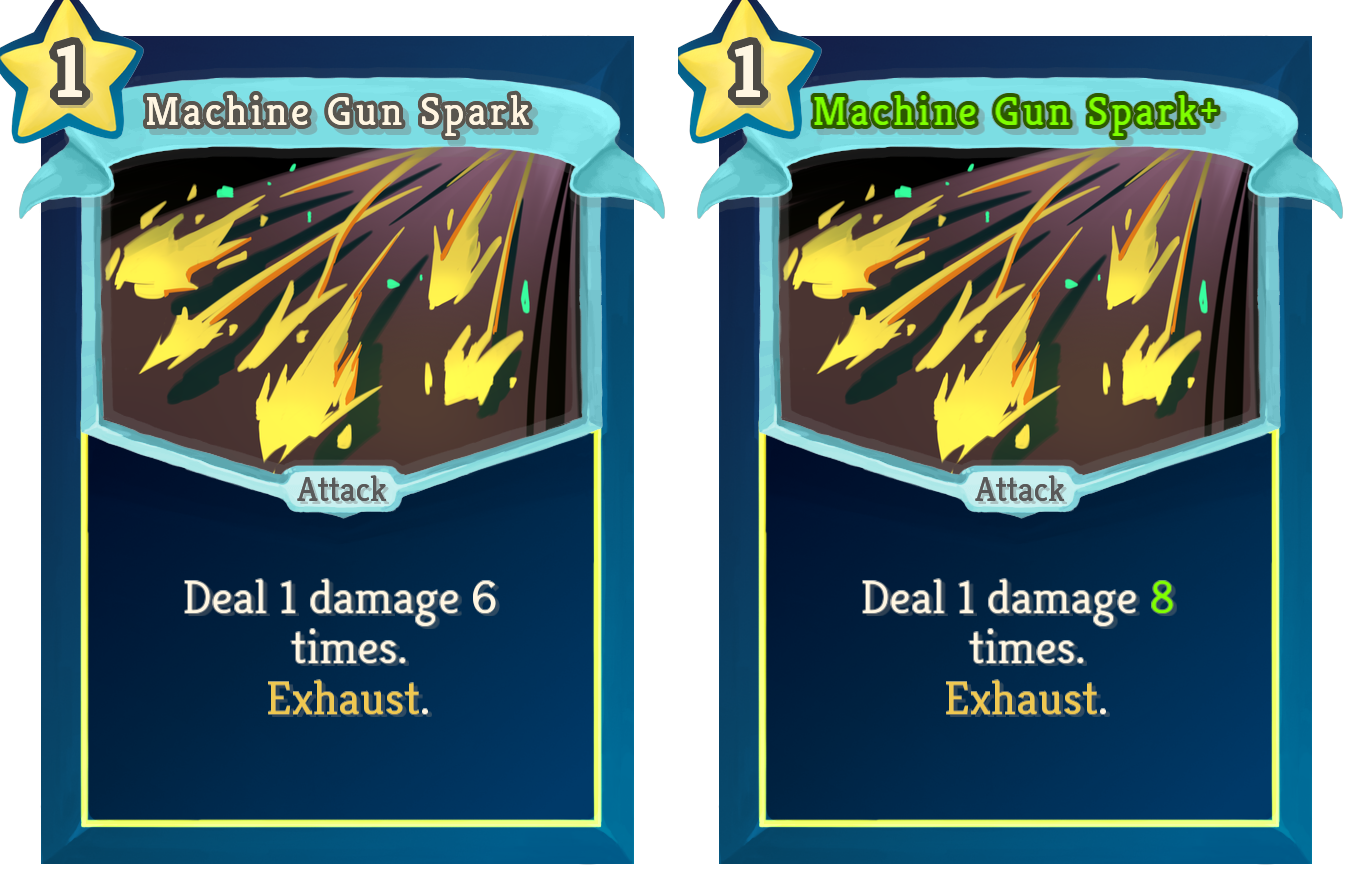 1
Machine Gun Spark
Attack
Deal 1 damage 6
times.
Exhaust.
1
Machine Gun Spark+
Attack
Deal 1 damage 8
times.
Exhaust.